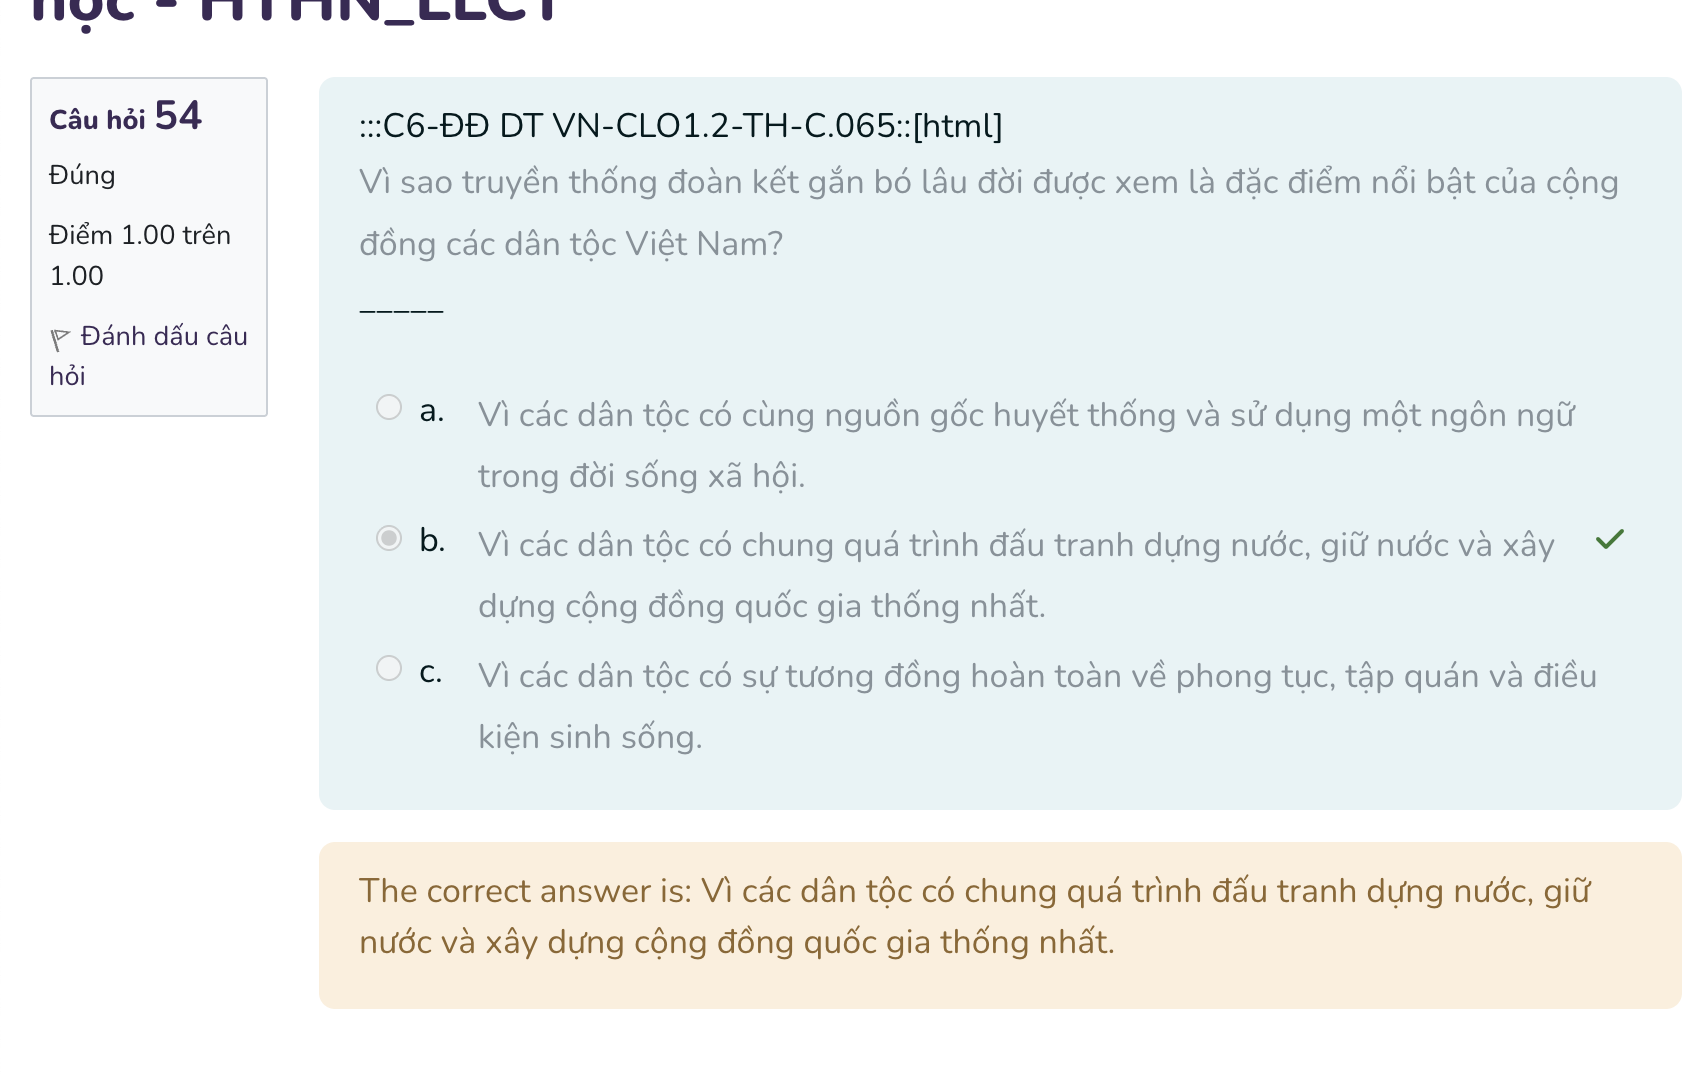 học - HTHN_ELCT
Câu hỏi 54
Đúng
Điểm 1.00 trên
1.00
Đánh dấu câu
hỏi
:::C6-ĐĐ DT VN-CLO1.2-TH-C.065::[html]
Vì sao truyền thống đoàn kết gắn bó lâu đời được xem là đặc điểm nổi bật của cộng
đồng các dân tộc Việt Nam?
_____
a. Vì các dân tộc có cùng nguồn gốc huyết thống và sử dụng một ngôn ngữ
trong đời sống xã hội.
b. Vì các dân tộc có chung quá trình đấu tranh dựng nước, giữ nước và xây
dựng cộng đồng quốc gia thống nhất.
c. Vì các dân tộc có sự tương đồng hoàn toàn về phong tục, tập quán và điều
kiện sinh sống.
The correct answer is: Vì các dân tộc có chung quá trình đấu tranh dựng nước, giữ
nước và xây dựng cộng đồng quốc gia thống nhất.